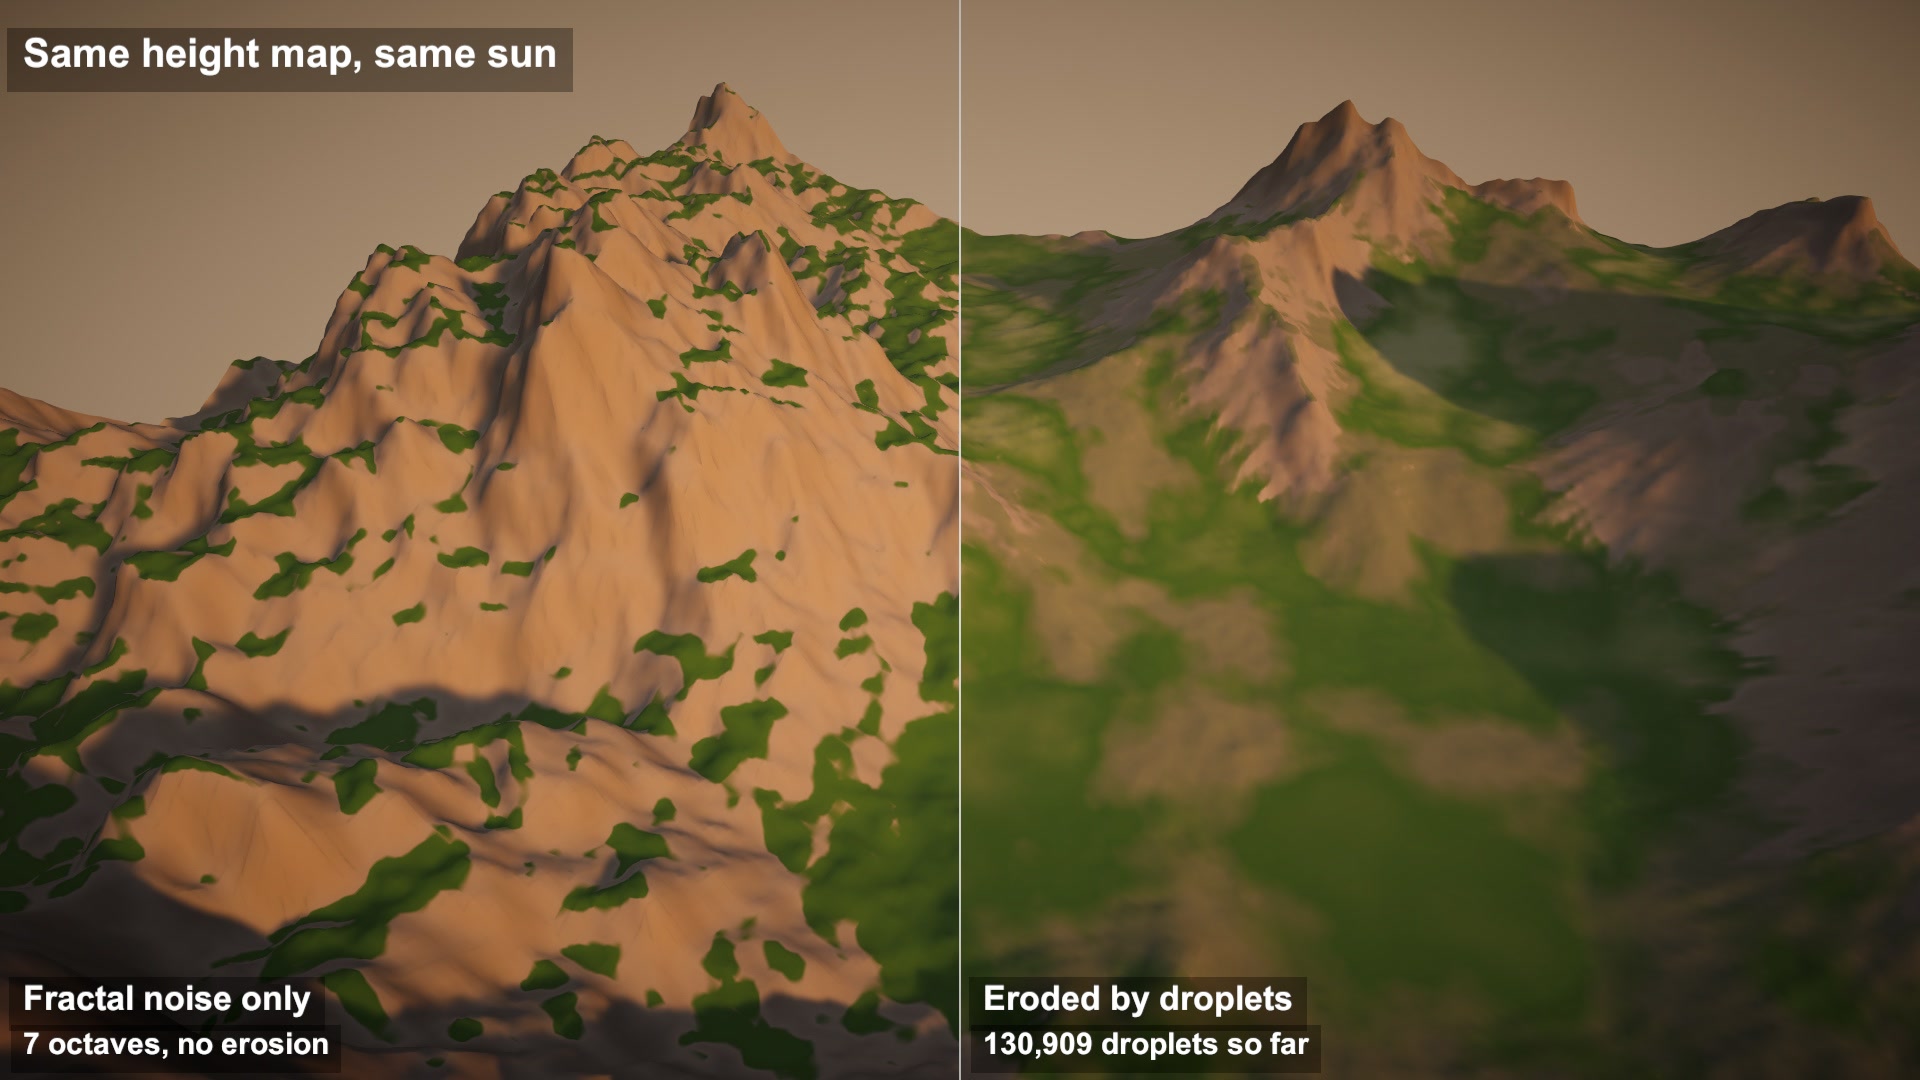 Same height map, same sun
Fractal noise only
7 octaves, no erosion
Eroded by droplets
130,909 droplets so far